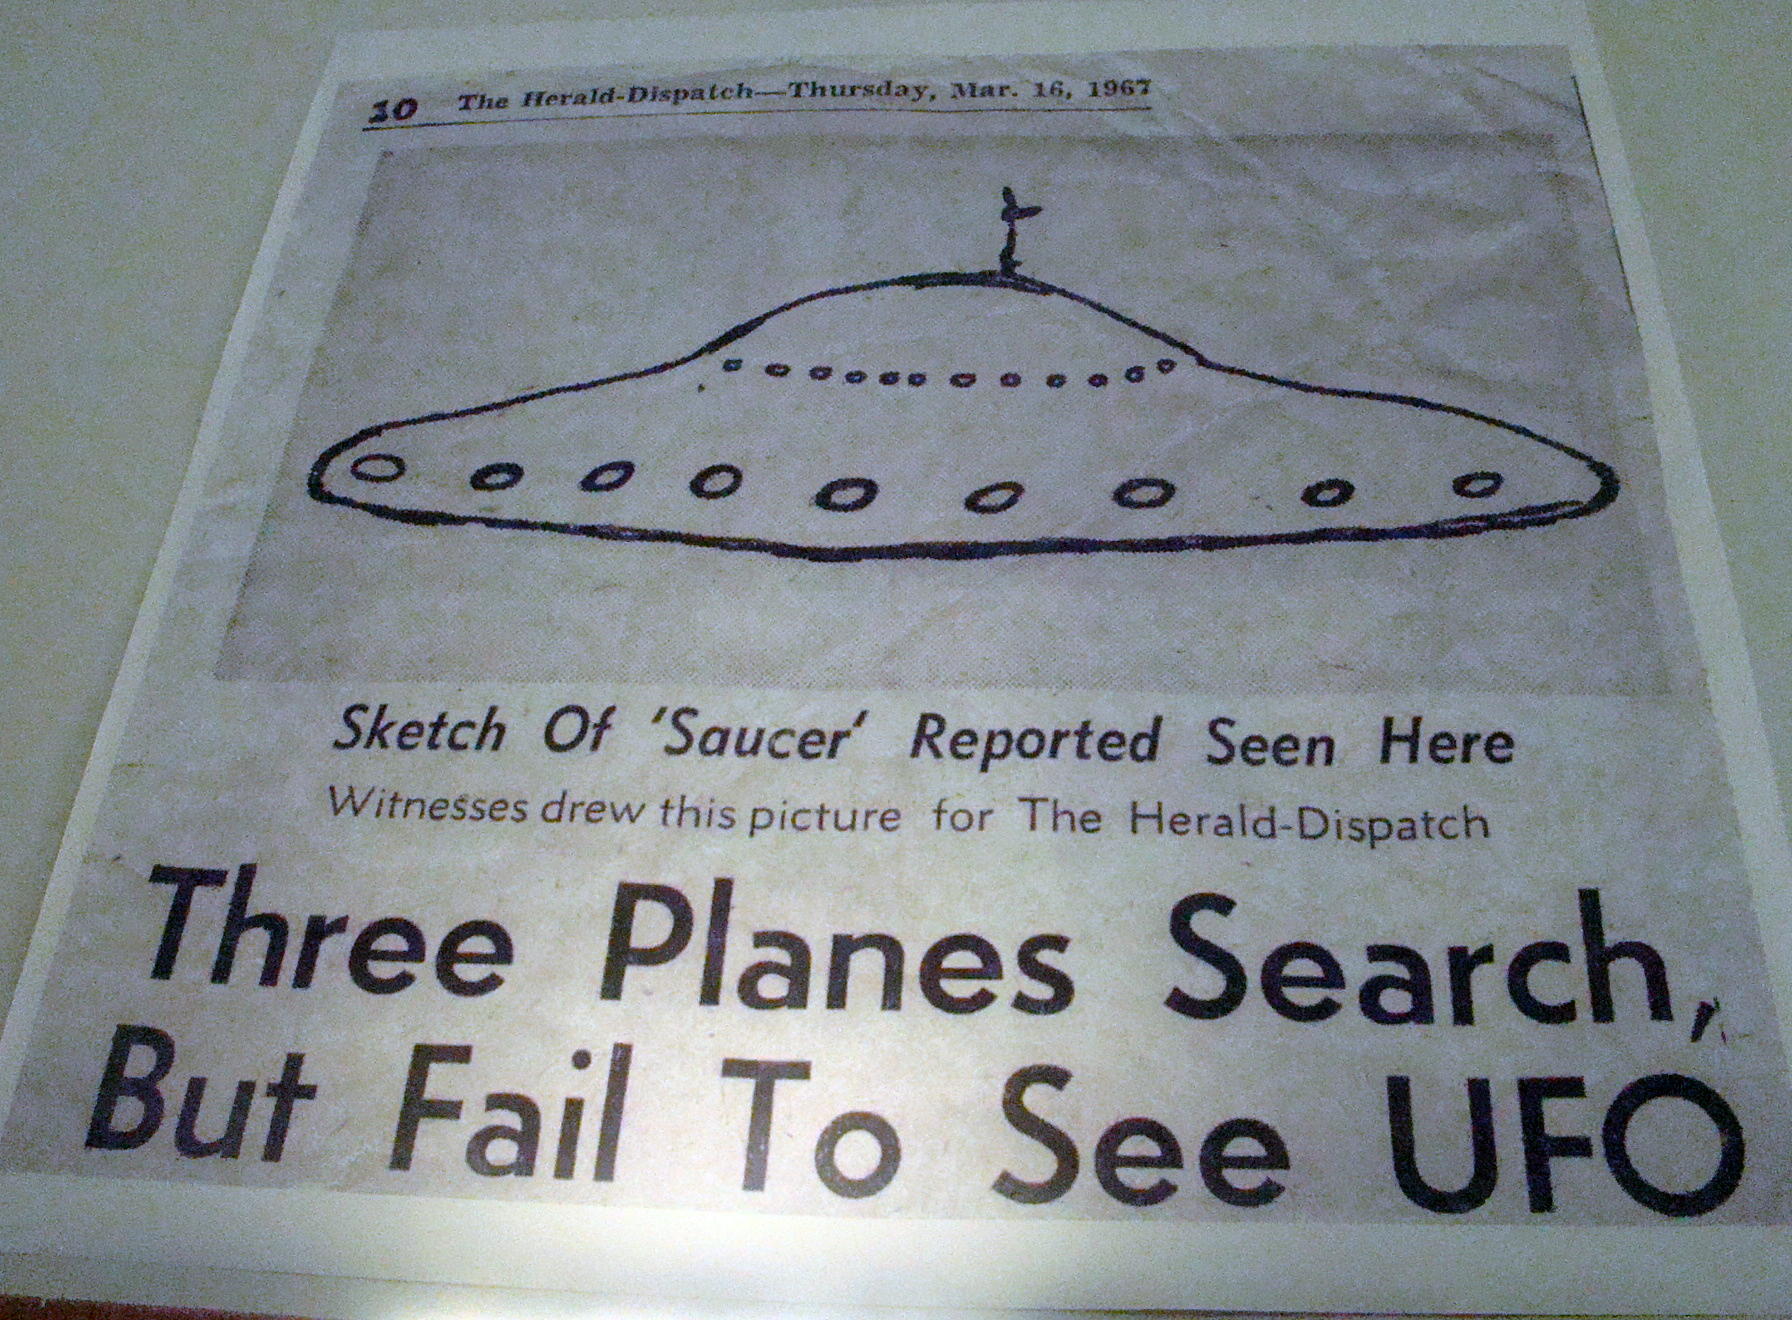 10 The Herald-Dispatch—Thursday, Mar. 16, 1967
Sketch Of 'Saucer' Reported Seen Here
Witnesses drew this picture for The Herald-Dispatch
Three Planes Search,
But Fail To See UFO